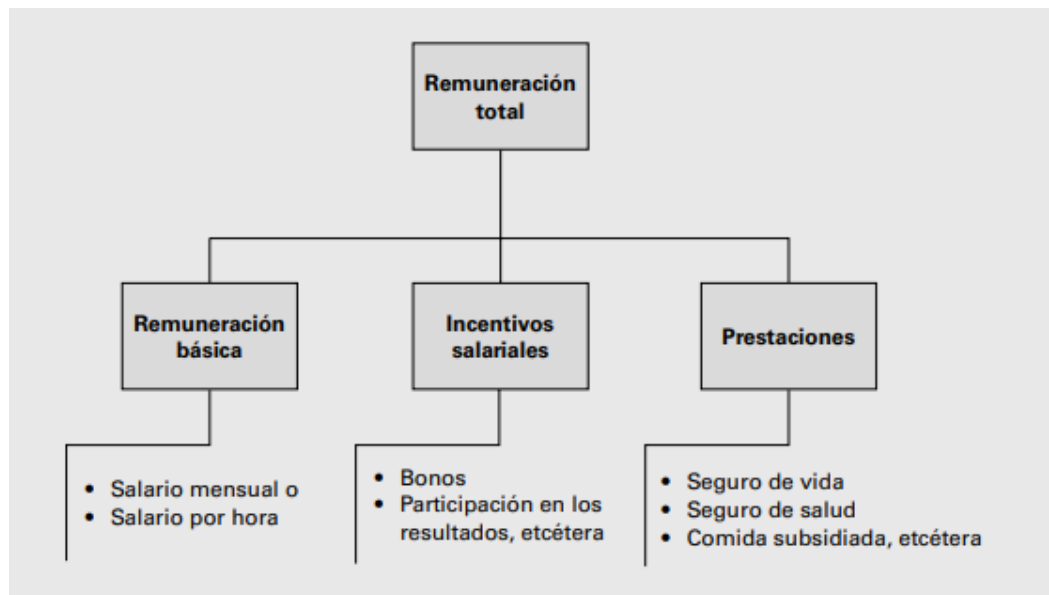 Remuneración
total
Remuneración
básica
Incentivos
salariales
Prestaciones
• Salario mensual o
• Salario por hora
• Bonos
• Participación en los
resultados, etcétera
• Seguro de vida
• Seguro de salud
• Comida subsidiada, etcétera